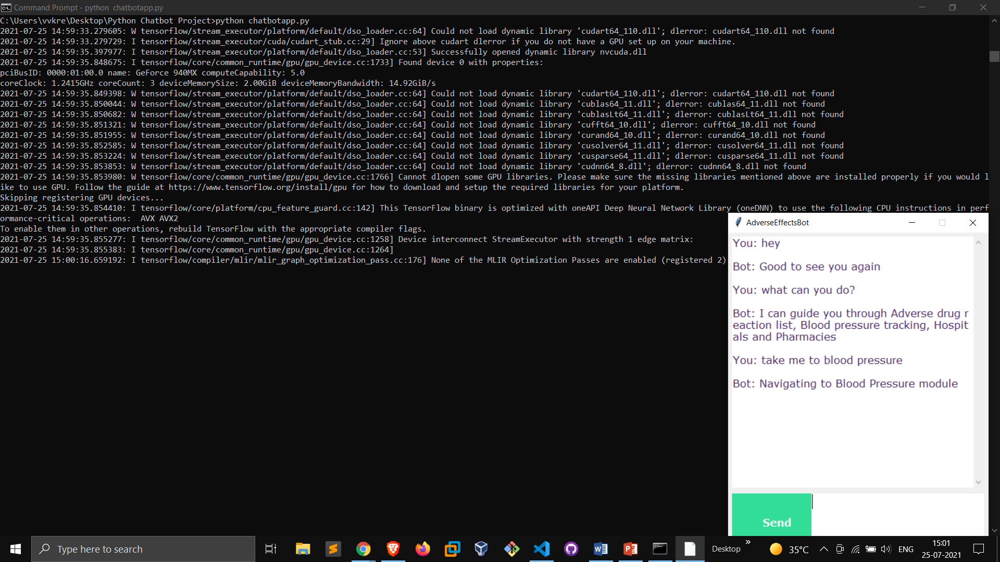 Command Prompt - python  chatbotapp.py
C:\Users\vvkre\Desktop\Python Chatbot Project>python chatbotapp.py
2021-07-25 14:59:33.279605: W tensorflow/stream_executor/platform/default/dso_loader.cc:64] Could not load dynamic library 'cudart64_110.dll'; dlerror: cudart64_110.dll not found
2021-07-25 14:59:33.279729: I tensorflow/stream_executor/cuda/cudart_stub.cc:29] Ignore above cudart dlerror if you do not have a GPU set up on your machine.
2021-07-25 14:59:35.397977: I tensorflow/stream_executor/platform/default/dso_loader.cc:53] Successfully opened dynamic library nvcuda.dll
2021-07-25 14:59:35.848675: I tensorflow/core/common_runtime/gpu/gpu_device.cc:1733] Found device 0 with properties:
pciBusID: 0000:01:00.0 name: GeForce 940MX computeCapability: 5.0
coreClock: 1.2415GHz coreCount: 3 deviceMemorySize: 2.00GiB deviceMemoryBandwidth: 14.92GiB/s
2021-07-25 14:59:35.849398: W tensorflow/stream_executor/platform/default/dso_loader.cc:64] Could not load dynamic library 'cudart64_110.dll'; dlerror: cudart64_110.dll not found
2021-07-25 14:59:35.850044: W tensorflow/stream_executor/platform/default/dso_loader.cc:64] Could not load dynamic library 'cublas64_11.dll'; dlerror: cublas64_11.dll not found
2021-07-25 14:59:35.850682: W tensorflow/stream_executor/platform/default/dso_loader.cc:64] Could not load dynamic library 'cublasLt64_11.dll'; dlerror: cublasLt64_11.dll not found
2021-07-25 14:59:35.851321: W tensorflow/stream_executor/platform/default/dso_loader.cc:64] Could not load dynamic library 'cufft64_10.dll'; dlerror: cufft64_10.dll not found
2021-07-25 14:59:35.851955: W tensorflow/stream_executor/platform/default/dso_loader.cc:64] Could not load dynamic library 'curand64_10.dll'; dlerror: curand64_10.dll not found
2021-07-25 14:59:35.852585: W tensorflow/stream_executor/platform/default/dso_loader.cc:64] Could not load dynamic library 'cusolver64_11.dll'; dlerror: cusolver64_11.dll not found
2021-07-25 14:59:35.853224: W tensorflow/stream_executor/platform/default/dso_loader.cc:64] Could not load dynamic library 'cusparse64_11.dll'; dlerror: cusparse64_11.dll not found
2021-07-25 14:59:35.853853: W tensorflow/stream_executor/platform/default/dso_loader.cc:64] Could not load dynamic library 'cudnn64_8.dll'; dlerror: cudnn64_8.dll not found
2021-07-25 14:59:35.853980: W tensorflow/core/common_runtime/gpu/gpu_device.cc:1766] Cannot dlopen some GPU libraries. Please make sure the missing libraries mentioned above are installed properly if you would l
ike to use GPU. Follow the guide at https://www.tensorflow.org/install/gpu for how to download and setup the required libraries for your platform.
Skipping registering GPU devices...
2021-07-25 14:59:35.854410: I tensorflow/core/platform/cpu_feature_guard.cc:142] This TensorFlow binary is optimized with oneAPI Deep Neural Network Library (oneDNN) to use the following CPU instructions in perf
ormance-critical operations:  AVX AVX2
To enable them in other operations, rebuild TensorFlow with the appropriate compiler flags.
2021-07-25 14:59:35.855277: I tensorflow/core/common_runtime/gpu/gpu_device.cc:1258] Device interconnect StreamExecutor with strength 1 edge matrix:
2021-07-25 14:59:35.855383: I tensorflow/core/common_runtime/gpu/gpu_device.cc:1264]
2021-07-25 15:00:16.659192: I tensorflow/compiler/mlir/mlir_graph_optimization_pass.cc:176] None of the MLIR Optimization Passes are enabled (registered 2)
AdverseEffectsBot
You: hey
Bot: Good to see you again
You: what can you do?
Bot: I can guide you through Adverse drug r
eaction list, Blood pressure tracking, Hospit
als and Pharmacies
You: take me to blood pressure
Bot: Navigating to Blood Pressure module
Send
Type here to search
Desktop
35°C
ENG
15:01
25-07-2021